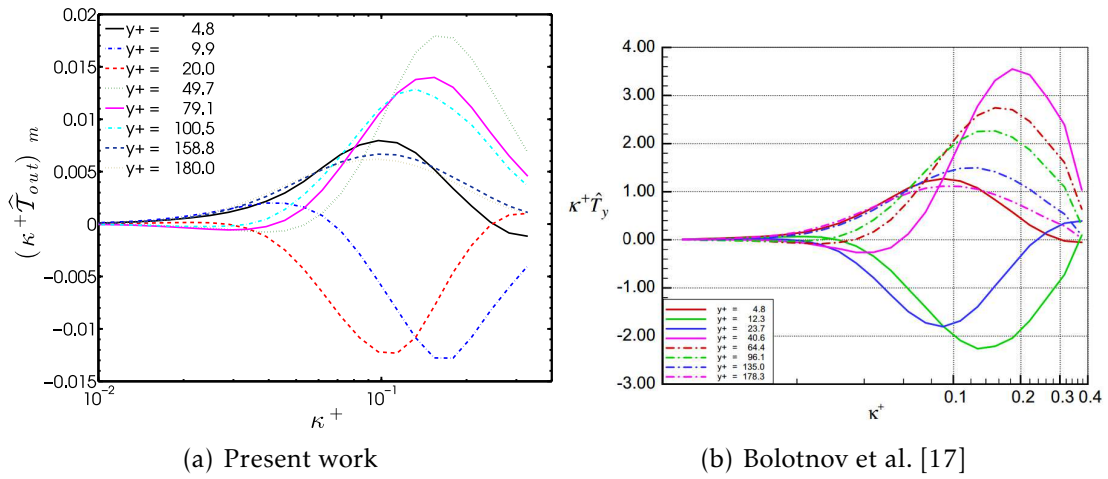 0.02
0.015
0.01
0.005
0
−0.005
−0.01
−0.015
10−2
10−1
(κ+T̂out) m
κ+
y+ = 4.8
y+ = 9.9
y+ = 20.0
y+ = 49.7
y+ = 79.1
y+ = 100.5
y+ = 158.8
y+ = 180.0
(a) Present work
4.00
3.00
2.00
1.00
0.00
-1.00
-2.00
-3.00
κ+T̂y
0.1
0.2
0.3
0.4
κ+
y+ = 4.8
y+ = 12.3
y+ = 23.7
y+ = 40.6
y+ = 64.4
y+ = 96.1
y+ = 135.0
y+ = 178.3
(b) Bolotnov et al. [17]